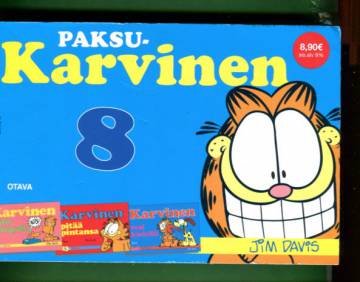 PAKSU-
Karvinen
8,90€
8
OTAVA
Karvinen
Karvinen
pitää
pintansa
Karvinen
JIM DAVIS